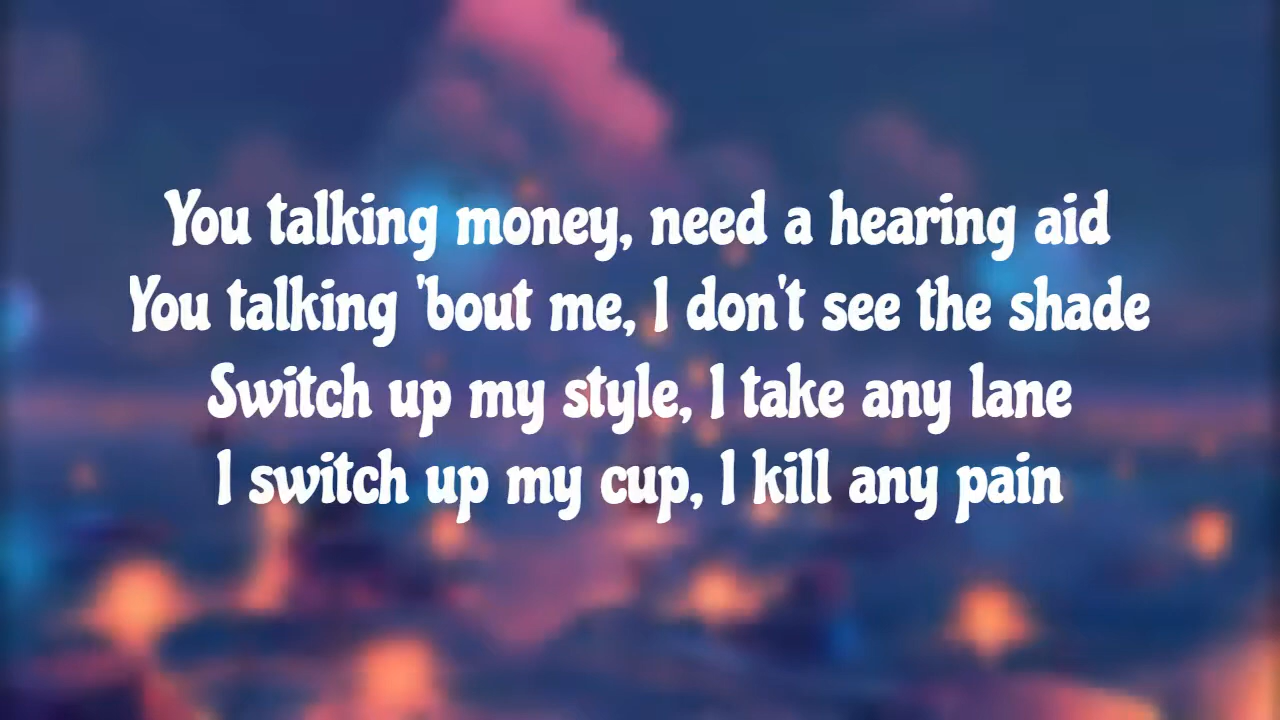 You talking money, need a hearing aid
You talking 'bout me, I don't see the shade
Switch up my style, I take any lane
I switch up my cup, I kill any pain